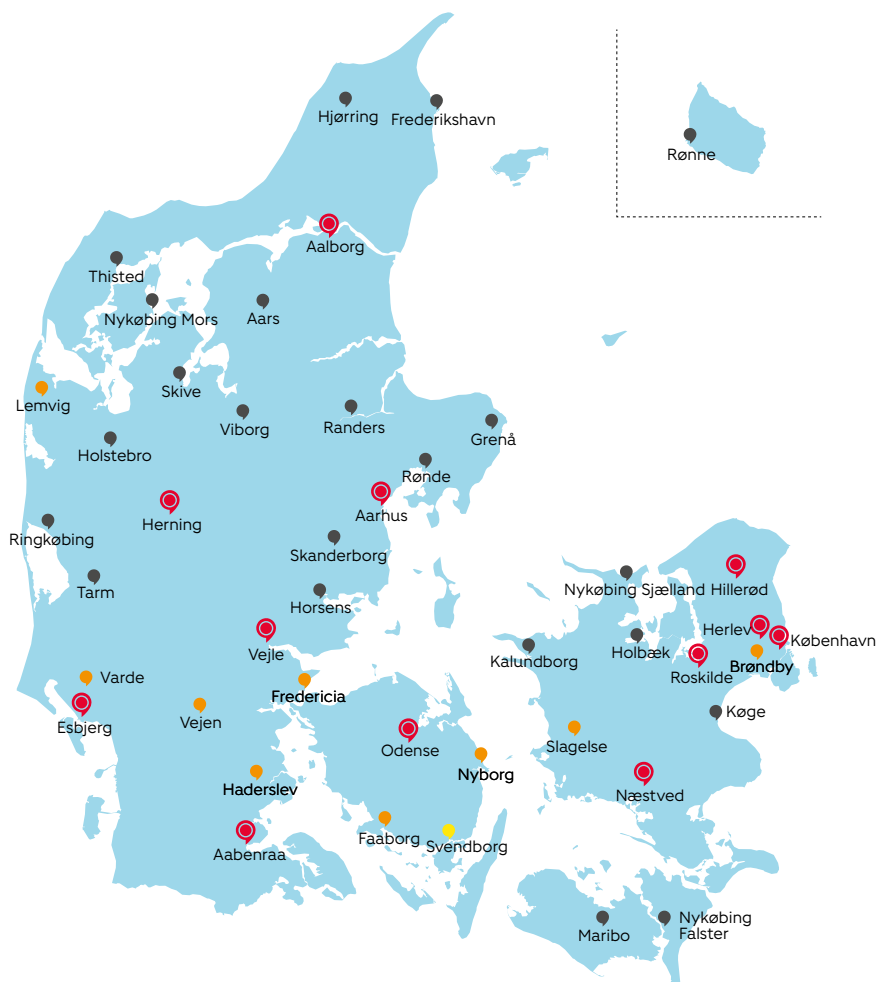 Hjørring
Frederikshavn
Rønne
Aalborg
Thisted
Nykøbing Mors
Aars
Skive
Lemvig
Viborg
Randers
Grenå
Holstebro
Rønde
Herning
Aarhus
Ringkøbing
Skanderborg
Tarm
Horsens
Nykøbing Sjælland
Hillerød
Herlev
København
Vejle
Kalundborg
Holbæk
Roskilde
Brøndby
Varde
Fredericia
Esbjerg
Vejen
Køge
Odense
Slagelse
Nyborg
Haderslev
Næstved
Faaborg
Svendborg
Aabenraa
Maribo
Nykøbing
Falster